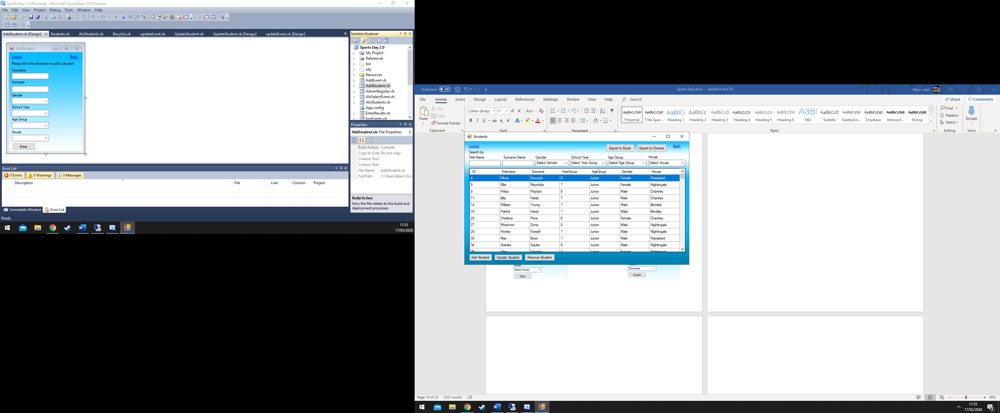 Sports Day 2.0 (Running) - Microsoft Visual Basic 2010 Express
File Edit View Project Debug Tools Window Help
AddStudent.vb [Design] Students.vb AloStudents.vb Recylcle.vb updateEvent.vb UpdateStudent.vb UpdateStudent.vb [Design] updateEvent.vb [Design]
AddStudent
Logout Back
Please fill in the infomation to add a student
Forename
Surname
Gender
School Year
Age Group
House
Enter
Solution Explorer
Sports Day 2.0
My Project
References
bin
obj
Resources
AddEvent.vb
AddStudent.vb
AdminRegister.vb
AloSelectEvent.vb
AloStudents.vb
App.config
EnterResults.vb
frmEvents.vb
Properties
AddStudent.vb File Properties
Build Action Compile
Copy to Outp Do not copy
Custom Tool
Custom Tool
File Name AddStudent.vb
Full Path C:\Users\Marc\Docu
Build Action
How the file relates to the build and
deployment processes.
Error List
0 Errors 0 Warnings 0 Messages
Description File Line Column Project
Immediate Window Error List
Ready
11:33
17/03/2020
AutoSave Off Sports Day.docx - Saved to this PC Marc Jubb
File Home Insert Design Layout References Mailings Review View Help Search Share Comments
Paste Cut Copy Format Painter
Calibri (Body) 11
AaBbCcDdE AaBbCcDdE AaBbCc AaBbCc AaBbCcD AaBbCcDc AaBbCcDc AaBbCcDd AaBl AaBbCcD AaBbCcDdE AaBbCcDdE AaBbCcDdE AaBbCcDdE
¶ Normal ¶ No Spac... Heading 1 Heading 2 Heading 3 Heading 4 Heading 5 Heading 6 Title Subtitle Subtle Em... Emphasis Intense E... Strong
Find
Replace
Select
Dictate
Clipboard Font Paragraph Styles Editing Voice
Students
Logout Export to Excel Export to Chrome Back
Search by
First Name Surname Name Gender School Year Age Group House
Select Gender Select Year Group Select Age Group Select House
ID Firstname Surname YearGroup AgeGroup Gender House
4 Olivia Grocock 8 Junior Female Flamsteed
5 Ellie Reynolds 7 Junior Female Nightingale
8 Finlay Playdon 8 Junior Male Chantrey
11 Billy Fields 7 Junior Male Chantrey
14 William Young 7 Junior Male Brindley
18 Patrick Hardy 7 Junior Male Brindley
20 Christina Price 8 Junior Female Chantrey
27 Rhiannon Done 8 Junior Male Nightingale
28 Finnley Forsyth 7 Junior Male Nightingale
30 Max Bryer 7 Junior Male Flamsteed
34 Stanley Gauler 8 Junior Male Nightingale
Add Student Update Student Remove Student
House
Select House
Enter
Flamsteed
Update
Page 19 of 23 5227 words
90%
11:33
17/03/2020
2